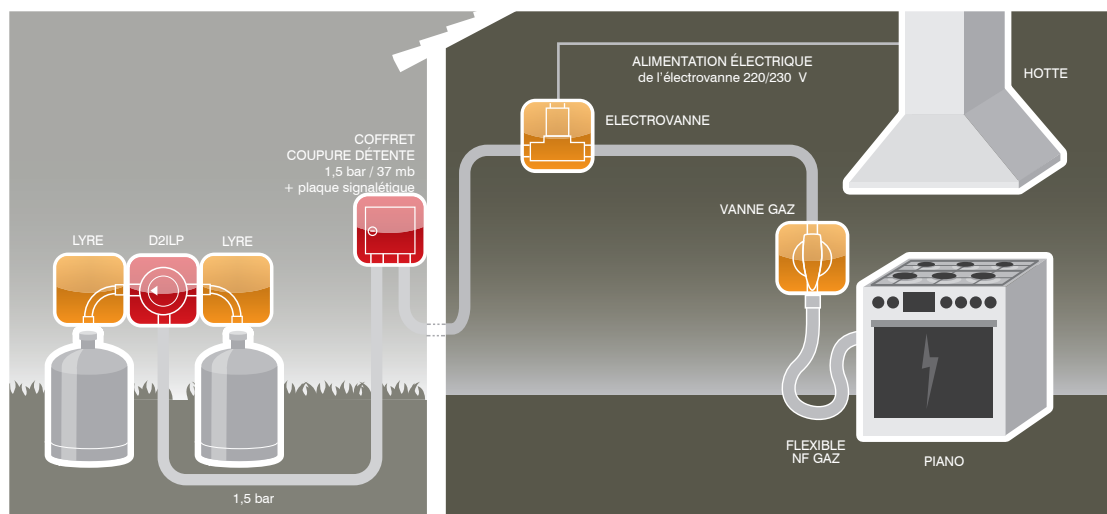 ALIMENTATION ÉLECTRIQUE
de l'électrovanne 220/230 V
HOTTE
ELECTROVANNE
COFFRET
COUPURE DÉTENTE
1,5 bar / 37 mb
+ plaque signalétique
VANNE GAZ
LYRE
D2ILP
LYRE
FLEXIBLE
NF GAZ
PIANO
1,5 bar